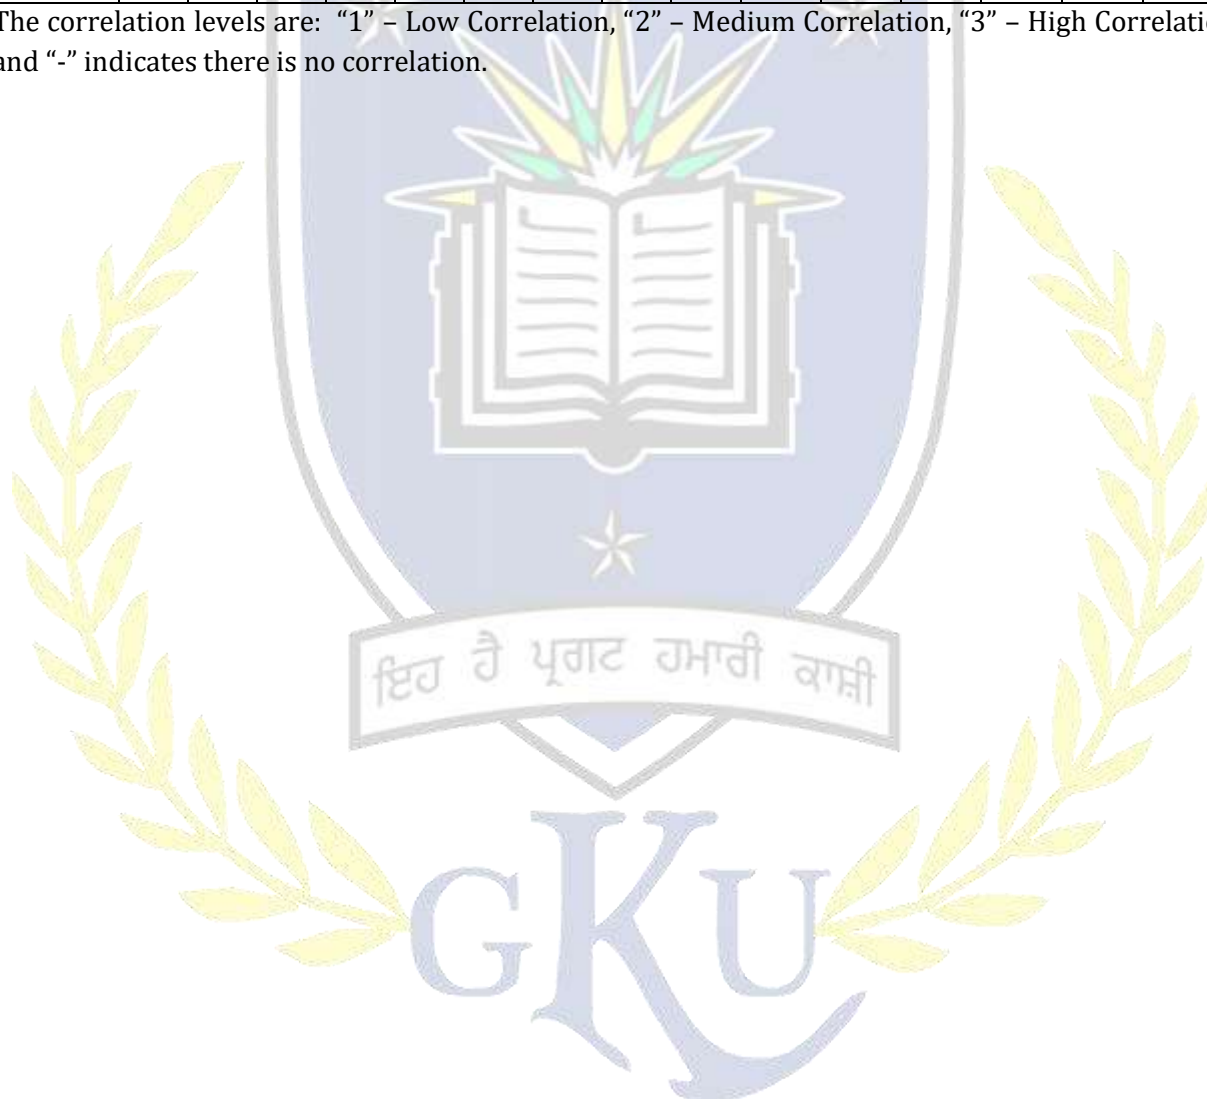 The correlation levels are: “1” – Low Correlation, “2” – Medium Correlation, “3” – High Correlatio
and “-” indicates there is no correlation.
ਇਹ ਹੈ ਪ੍ਰਗਟ ਹਮਾਰੀ ਕਾਸ਼ੀ
GKU